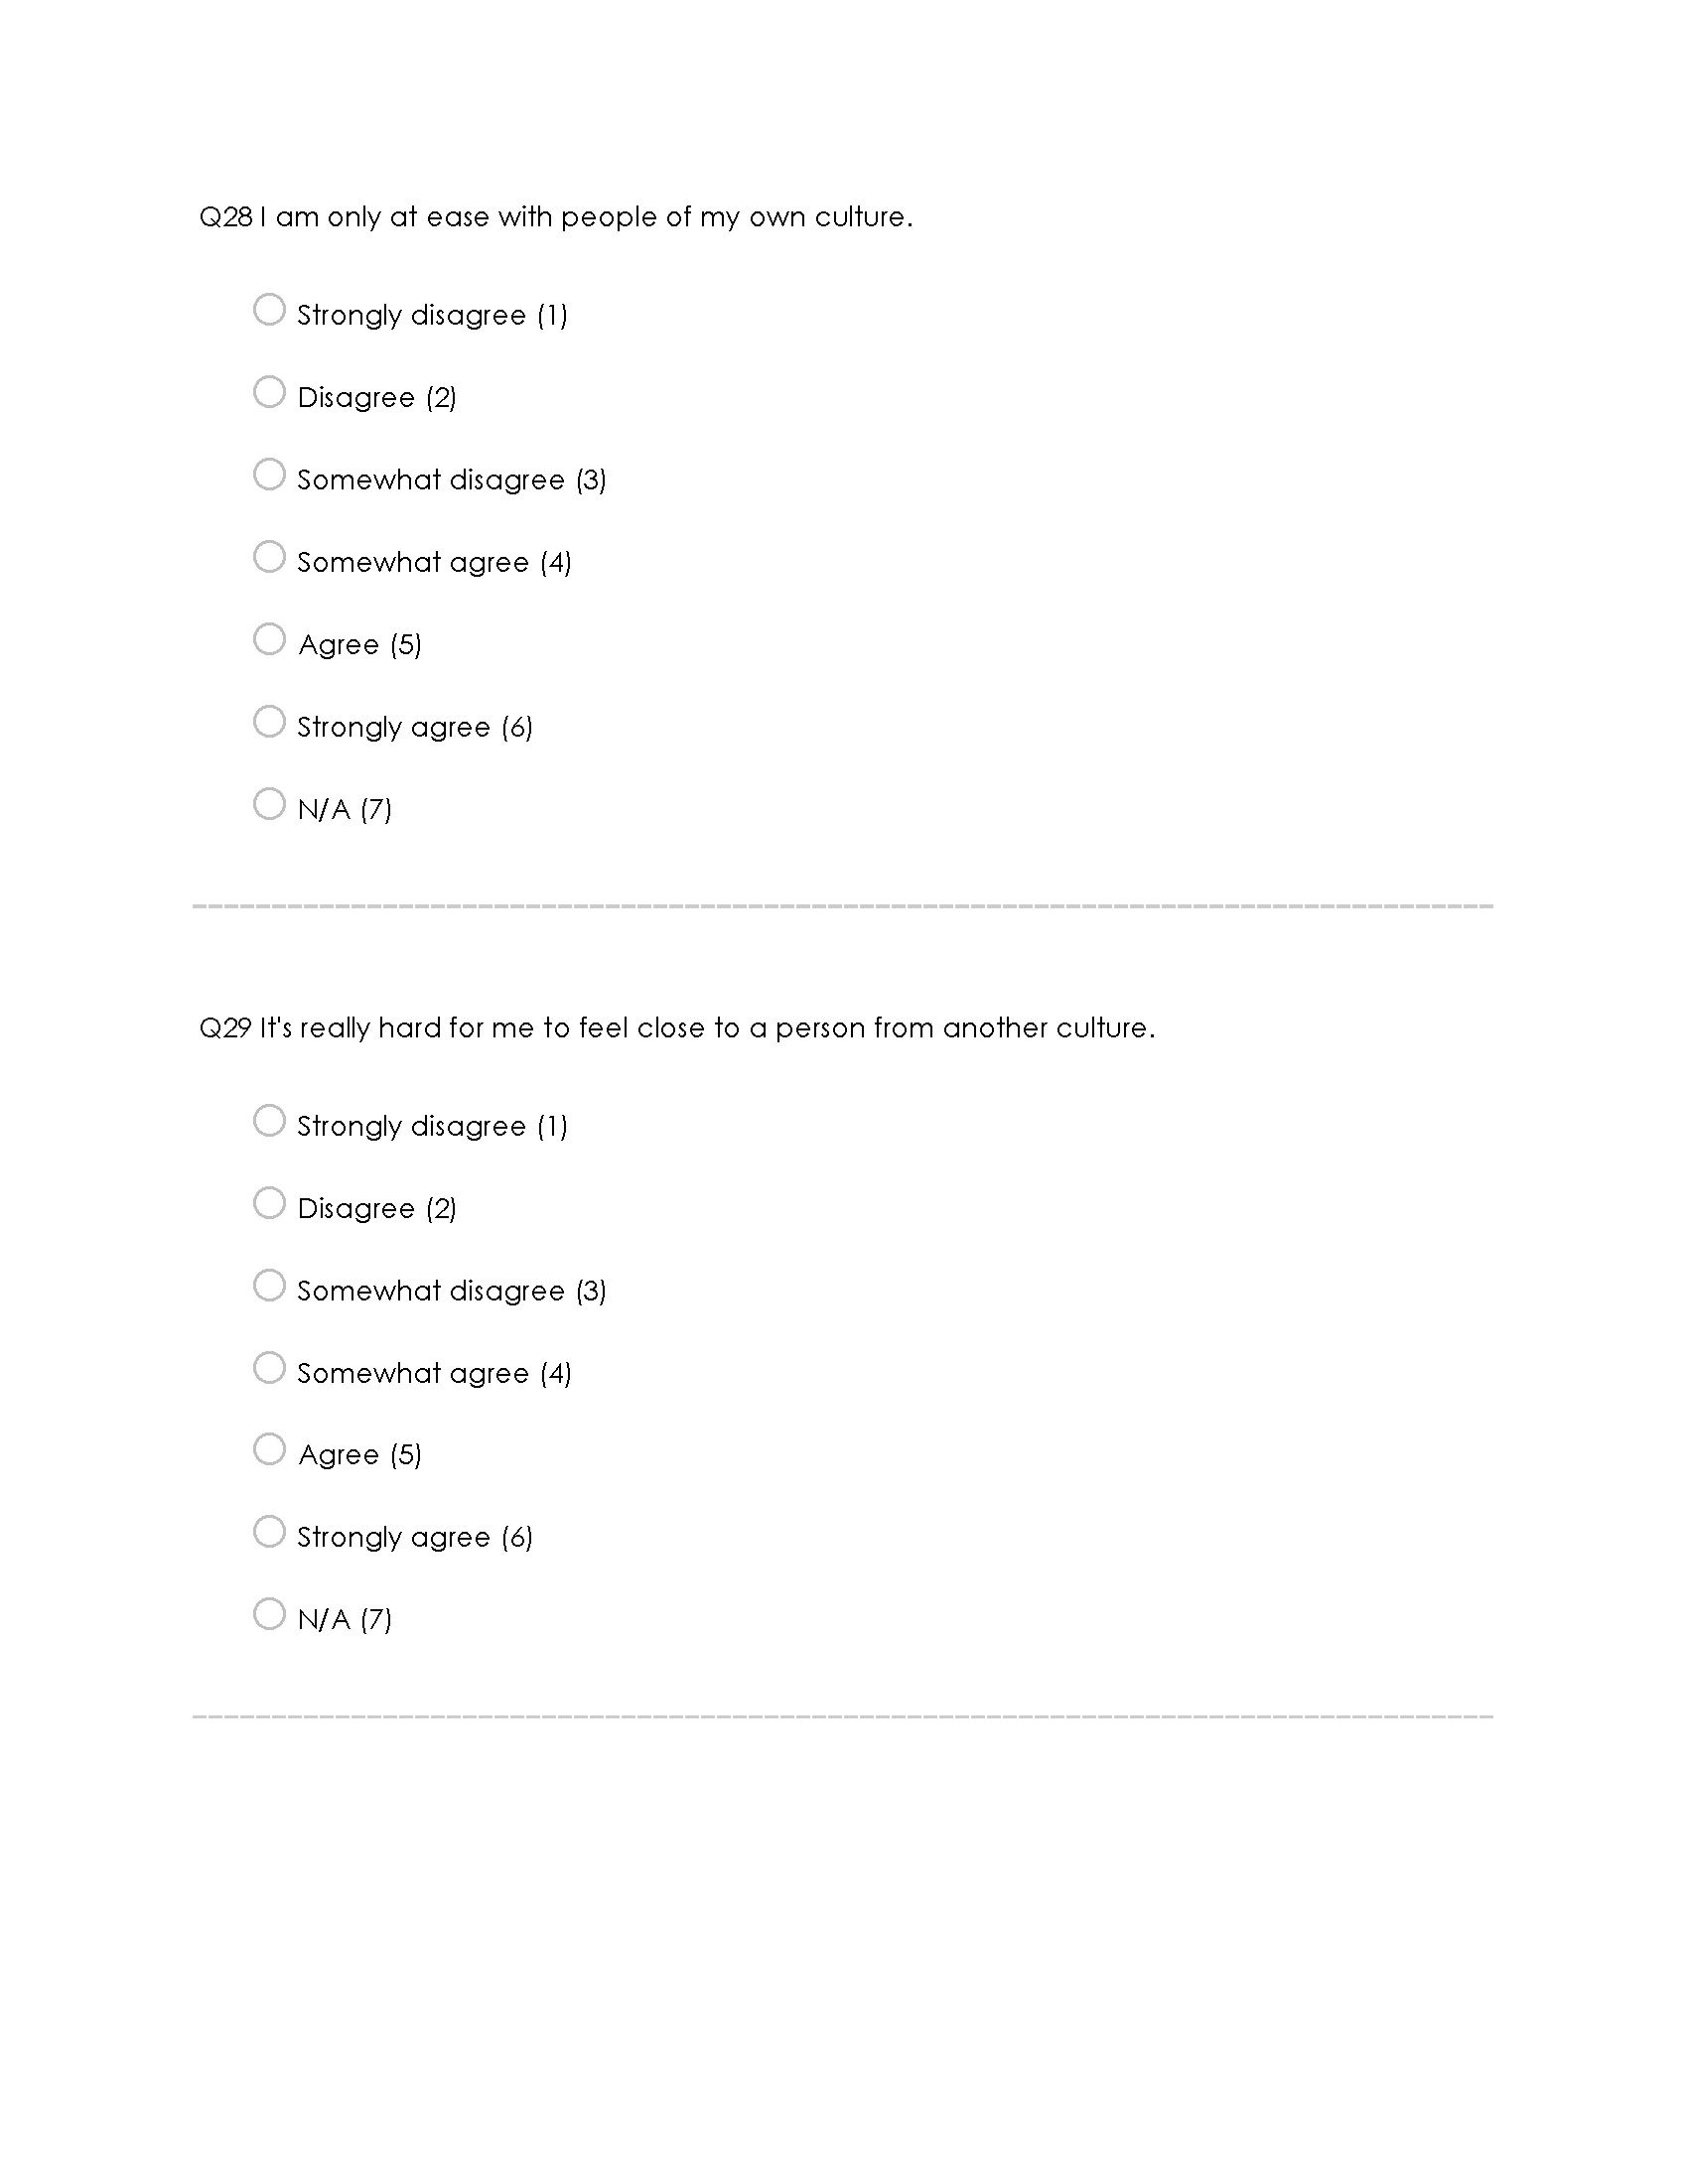 Q28 I am only at ease with people of my own culture.
Strongly disagree (1)
Disagree (2)
Somewhat disagree (3)
Somewhat agree (4)
Agree (5)
Strongly agree (6)
N/A (7)
Q29 It's really hard for me to feel close to a person from another culture.
Strongly disagree (1)
Disagree (2)
Somewhat disagree (3)
Somewhat agree (4)
Agree (5)
Strongly agree (6)
N/A (7)